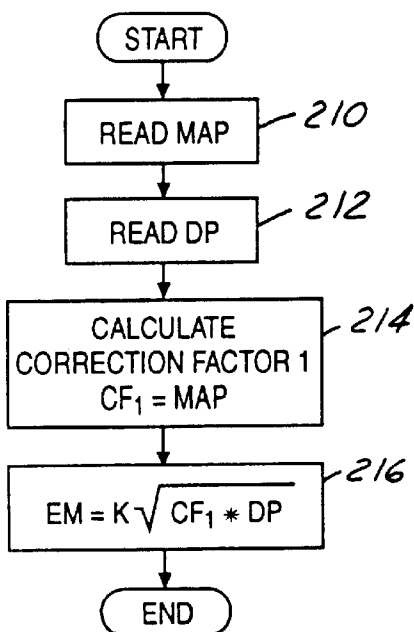 START
READ MAP
210
READ DP
212
CALCULATE
CORRECTION FACTOR 1
CF₁ = MAP
214
EM = K√CF₁ * DP
216
END